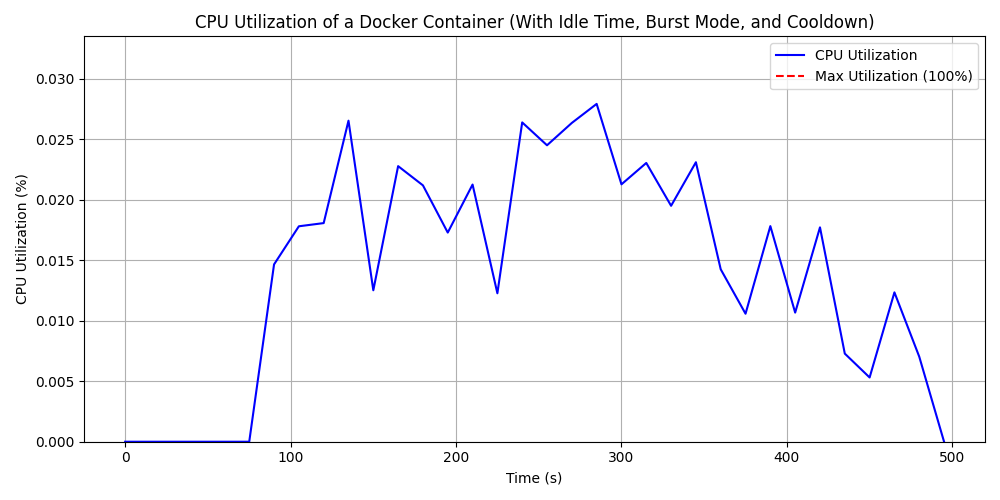 CPU Utilization of a Docker Container (With Idle Time, Burst Mode, and Cooldown)
CPU Utilization
Max Utilization (100%)
CPU Utilization (%)
0.030
0.025
0.020
0.015
0.010
0.005
0.000
0 100 200 300 400 500
Time (s)